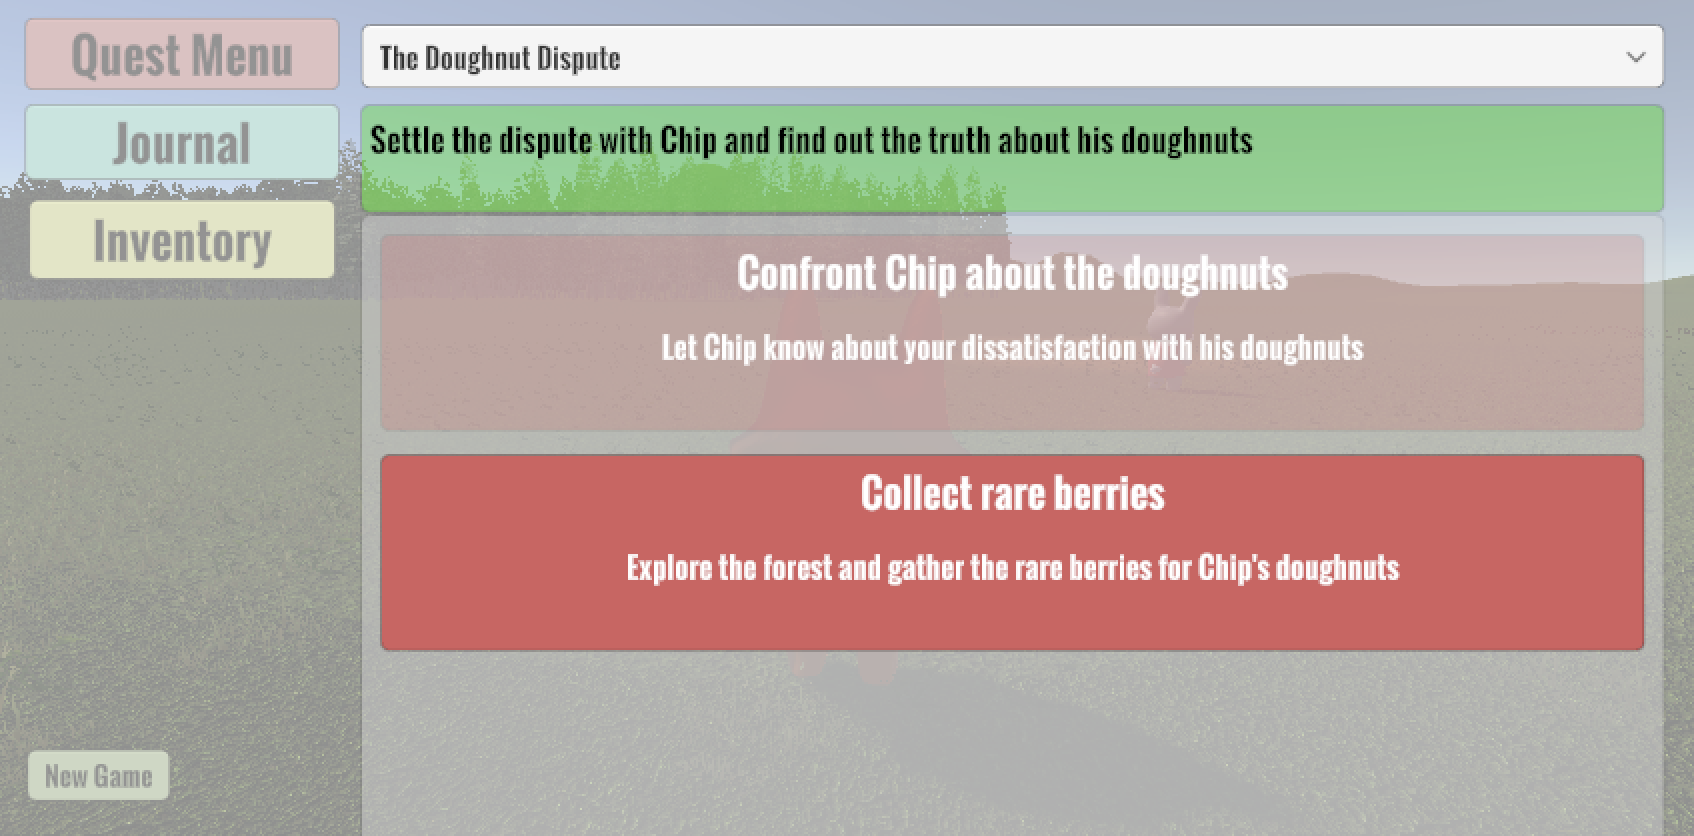 Quest Menu
The Doughnut Dispute
Journal
Settle the dispute with Chip and find out the truth about his doughnuts
Inventory
Confront Chip about the doughnuts
Let Chip know about your dissatisfaction with his doughnuts
Collect rare berries
Explore the forest and gather the rare berries for Chip's doughnuts
New Game